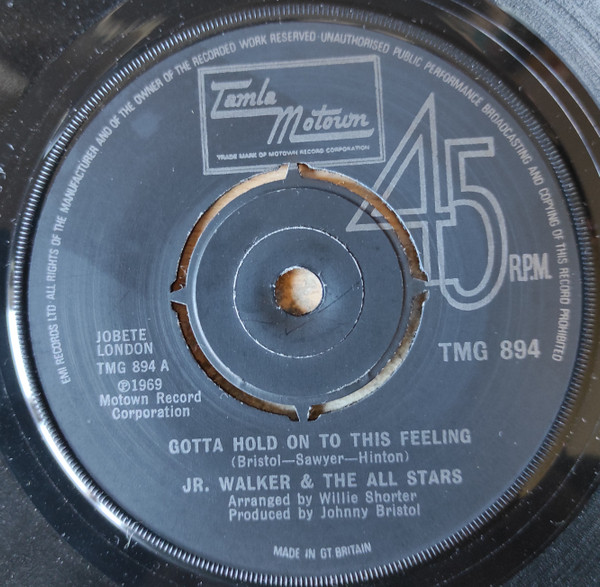 EMI RECORDS LTD ALL RIGHTS OF THE MANUFACTURER AND OF THE OWNER OF THE RECORDED WORK RESERVED·UNAUTHORISED PUBLIC PERFORMANCE BROADCASTING AND COPYING OF THIS RECORD PROHIBITED
Tamla
Motown
TRADE MARK OF MOTOWN RECORD CORPORATION
45 R.P.M.
JOBETE
LONDON
TMG 894 A
℗1969
Motown Record
Corporation
TMG 894
GOTTA HOLD ON TO THIS FEELING
(Bristol—Sawyer—Hinton)
JR. WALKER & THE ALL STARS
Arranged by Willie Shorter
Produced by Johnny Bristol
MADE IN GT BRITAIN